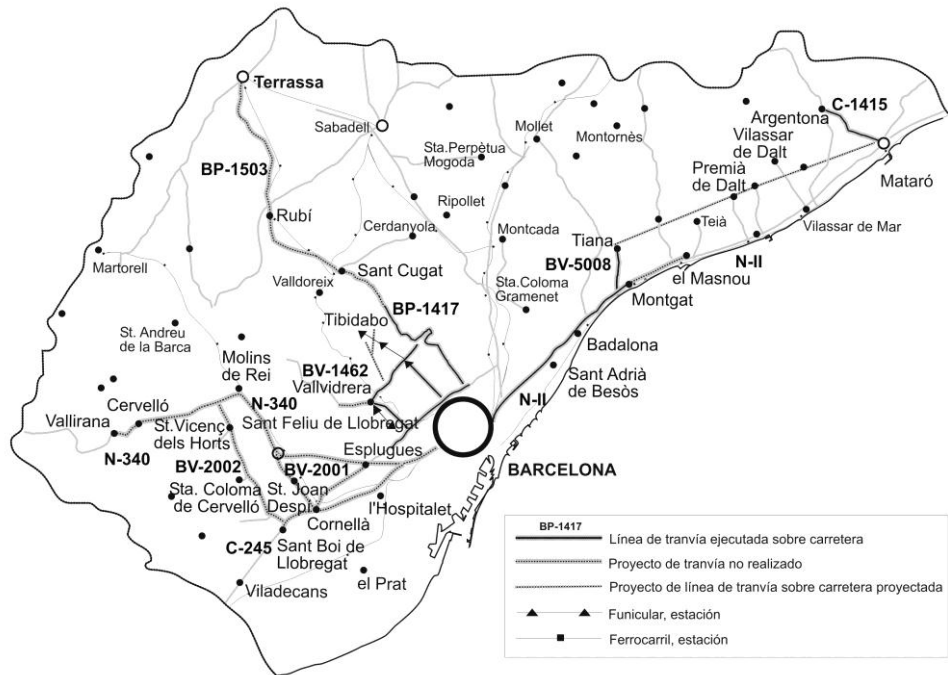 Terrassa
C-1415
Argentona
Sabadell
Mollet
Montornès
Vilassar
de Dalt
Sta.Perpètua
Mogoda
BP-1503
Premià
de Dalt
Mataró
Ripollet
Rubí
Cerdanyola
Montcada
Teià
Vilassar de Mar
Tiana
Martorell
Sant Cugat
BV-5008
N-II
Valldoreix
el Masnou
Sta.Coloma
Gramenet
Montgat
BP-1417
Tibidabo
St. Andreu
de la Barca
Badalona
Molins
de Rei
BV-1462
Vallvidrera
Sant Adrià
de Besòs
N-340
N-II
Cervelló
Vallirana
St.Vicenç
dels Horts
Sant Feliu de Llobregat
Esplugues
N-340
BV-2002
BV-2001
BARCELONA
Sta. Coloma
de Cervelló
St. Joan
Despí
l'Hospitalet
Cornellà
C-245
Sant Boi de
Llobregat
el Prat
Viladecans
BP-1417
Línea de tranvía ejecutada sobre carretera
Proyecto de tranvía no realizado
Proyecto de línea de tranvía sobre carretera proyectada
Funicular, estación
Ferrocarril, estación